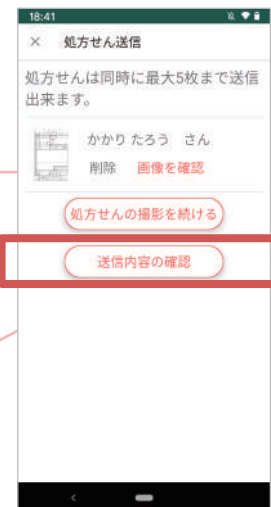 18:41
× 処方せん送信
処方せんは同時に最大5枚まで送信
出来ます。
かかり たろう さん
削除 画像を確認
処方せんの撮影を続ける
送信内容の確認